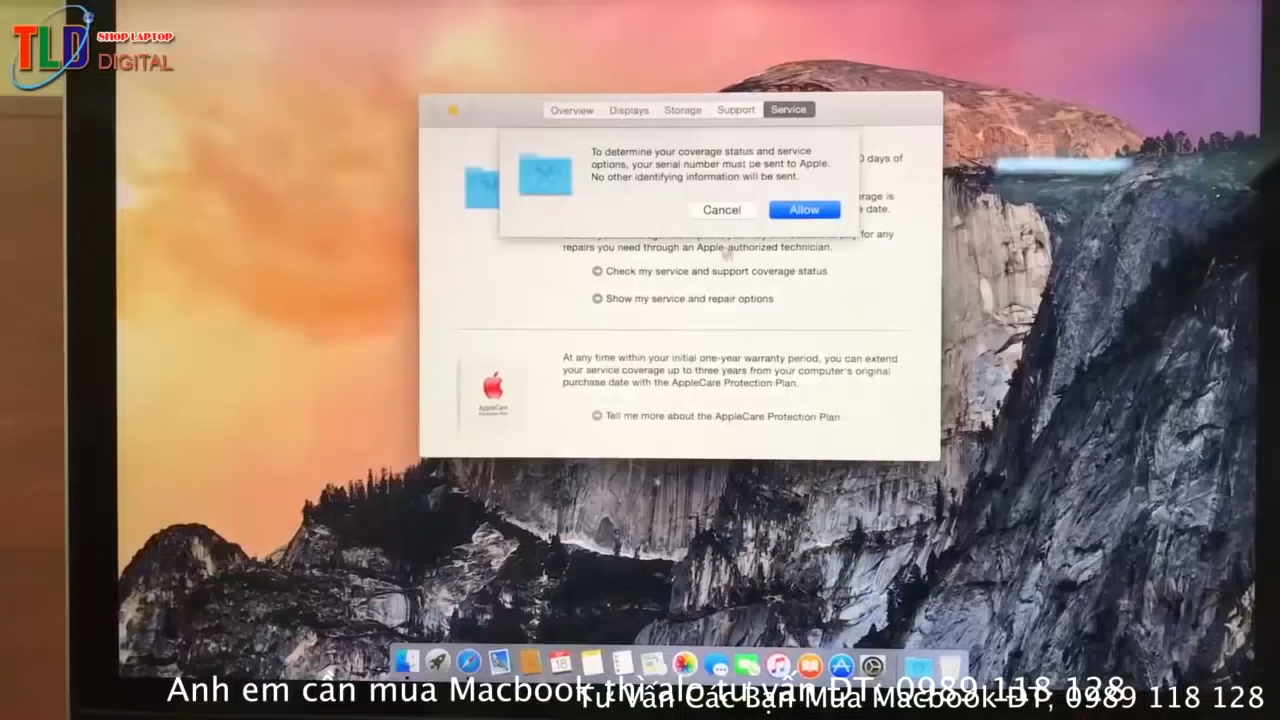 TLD
SHOP LAPTOP
DIGITAL
Overview Displays Storage Support Service
To determine your coverage status and service
options, your serial number must be sent to Apple.
No other identifying information will be sent.
Cancel Allow
0 days of
erage is
e date.
for any
repairs you need through an Apple-authorized technician.
Check my service and support coverage status
Show my service and repair options
At any time within your initial one-year warranty period, you can extend
your service coverage up to three years from your computer's original
purchase date with the AppleCare Protection Plan.
AppleCare
Protection Plan
Tell me more about the AppleCare Protection Plan
18
Anh em cần mua Macbook thì alo tư vấn ĐT; 0989 118 128
Tư Vấn Các Bạn Mua Macbook ĐT; 0989 118 128